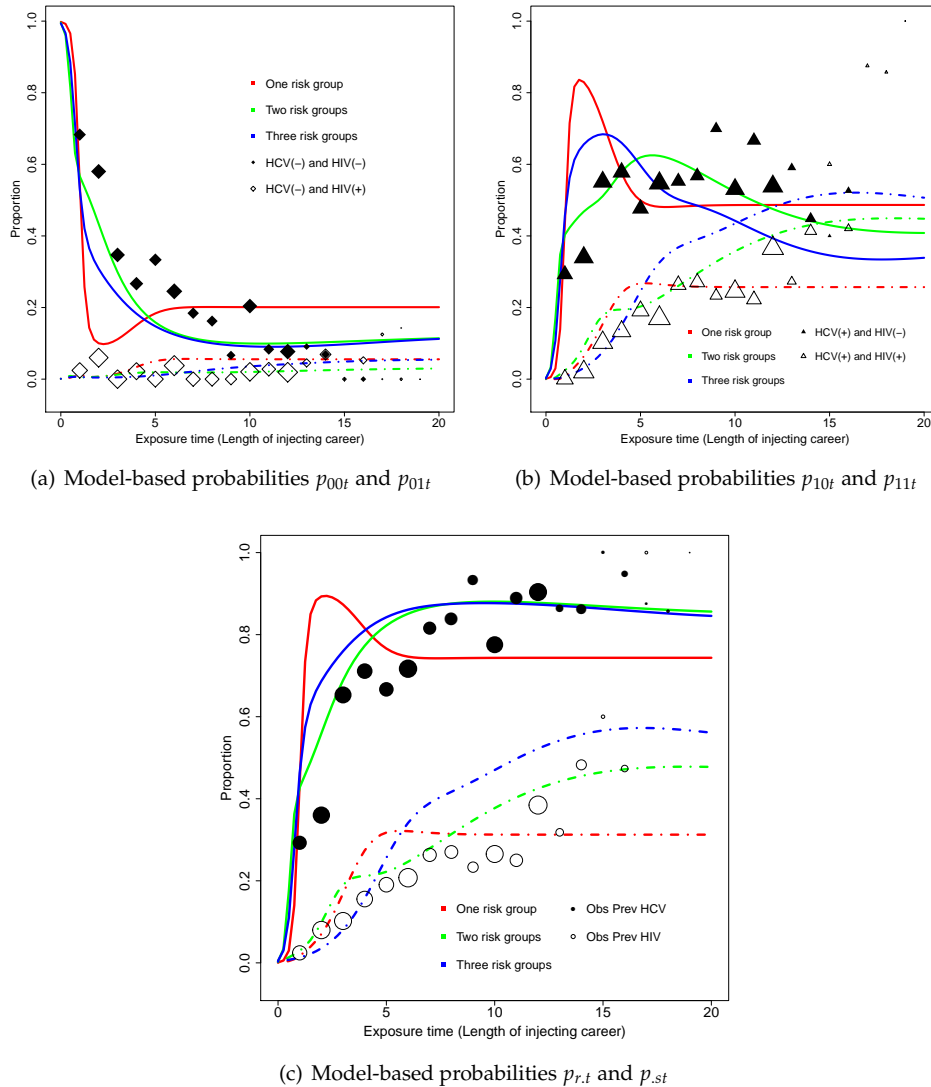 1.0
0.8
0.6
0.4
0.2
0.0
Proportion
One risk group
Two risk groups
Three risk groups
HCV(−) and HIV(−)
HCV(−) and HIV(+)
0 5 10 15 20
Exposure time (Length of injecting career)
(a) Model-based probabilities p00t and p01t
1.0
0.8
0.6
0.4
0.2
0.0
Proportion
One risk group
Two risk groups
Three risk groups
HCV(+) and HIV(−)
HCV(+) and HIV(+)
0 5 10 15 20
Exposure time (Length of injecting career)
(b) Model-based probabilities p10t and p11t
1.0
0.8
0.6
0.4
0.2
0.0
Proportion
One risk group
Two risk groups
Three risk groups
Obs Prev HCV
Obs Prev HIV
0 5 10 15 20
Exposure time (Length of injecting career)
(c) Model-based probabilities pr.t and p.st